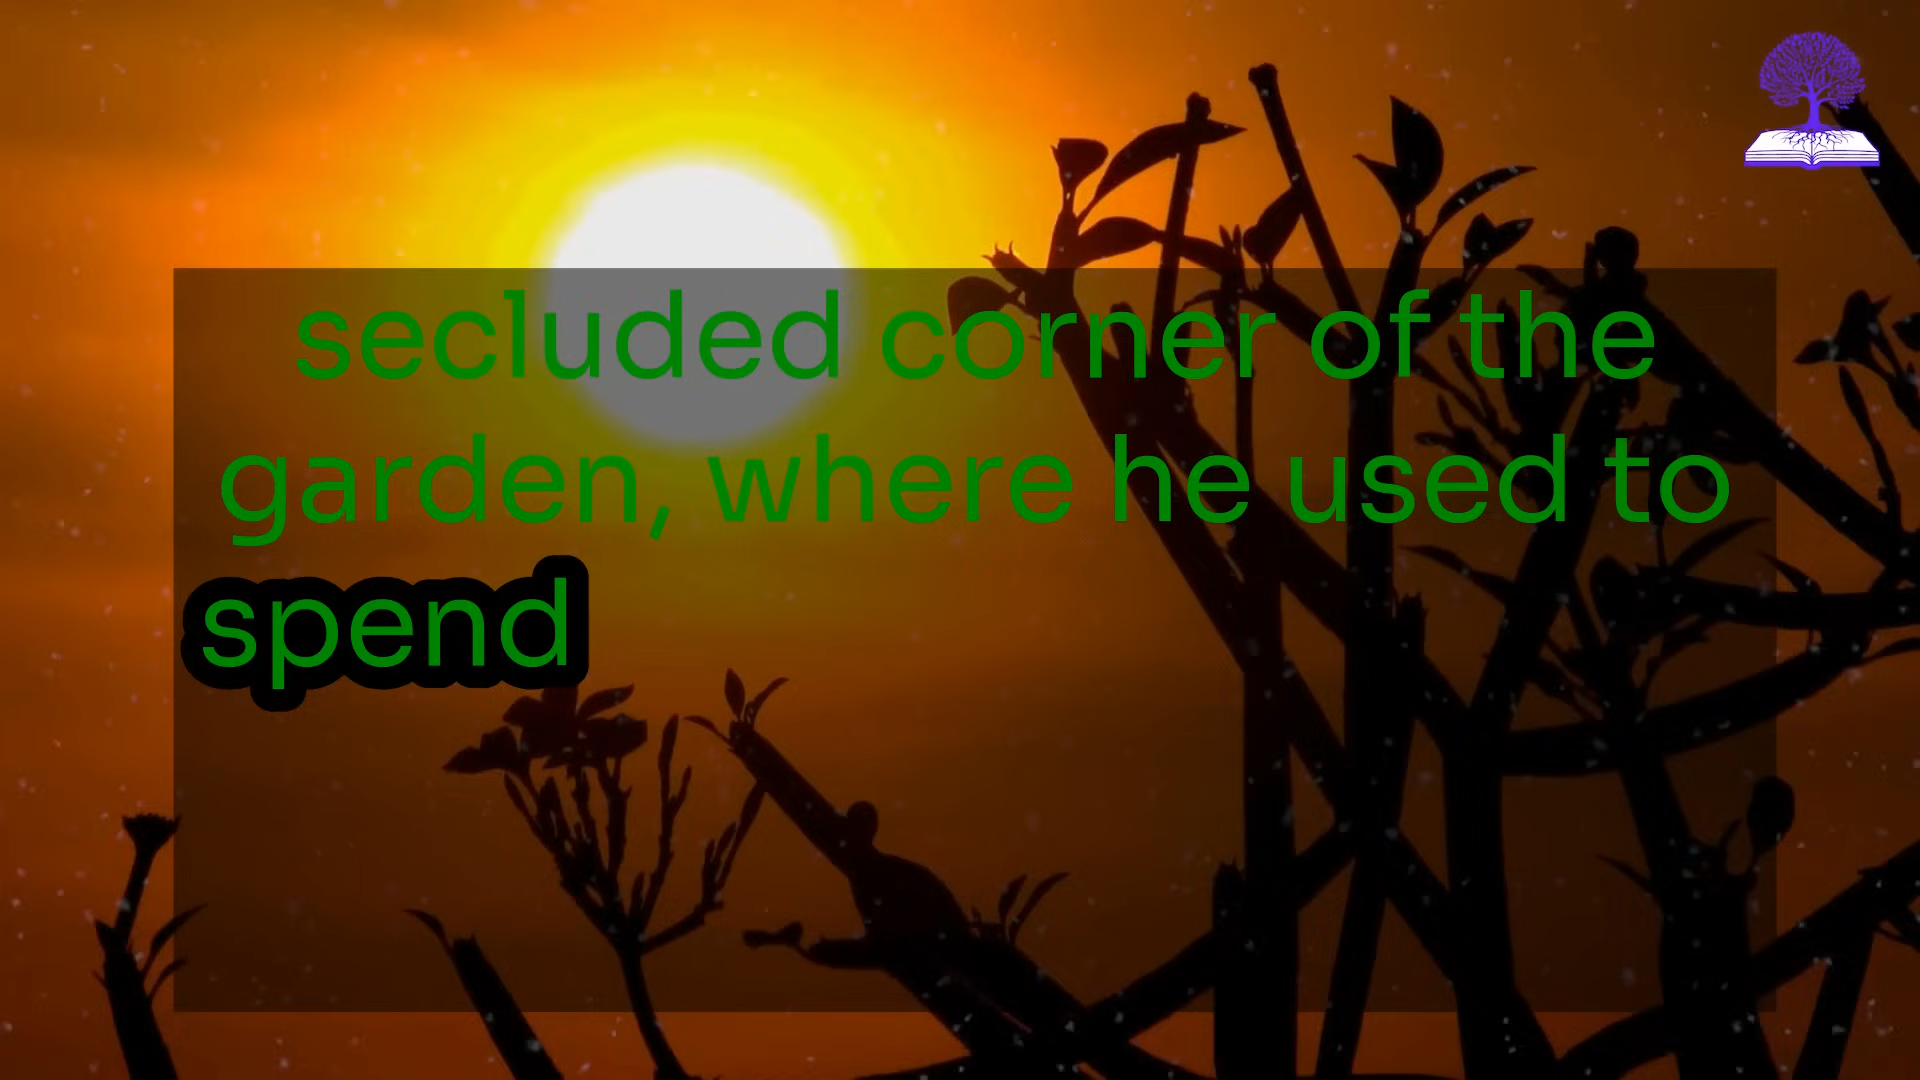 secluded corner of the
garden, where he used to
spend